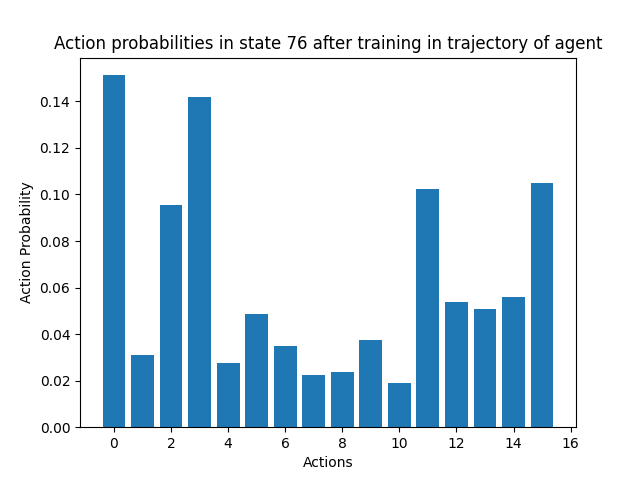 Action probabilities in state 76 after training in trajectory of agent
0.14
0.12
0.10
0.08
0.06
0.04
0.02
0.00
Action Probability
0 2 4 6 8 10 12 14 16
Actions